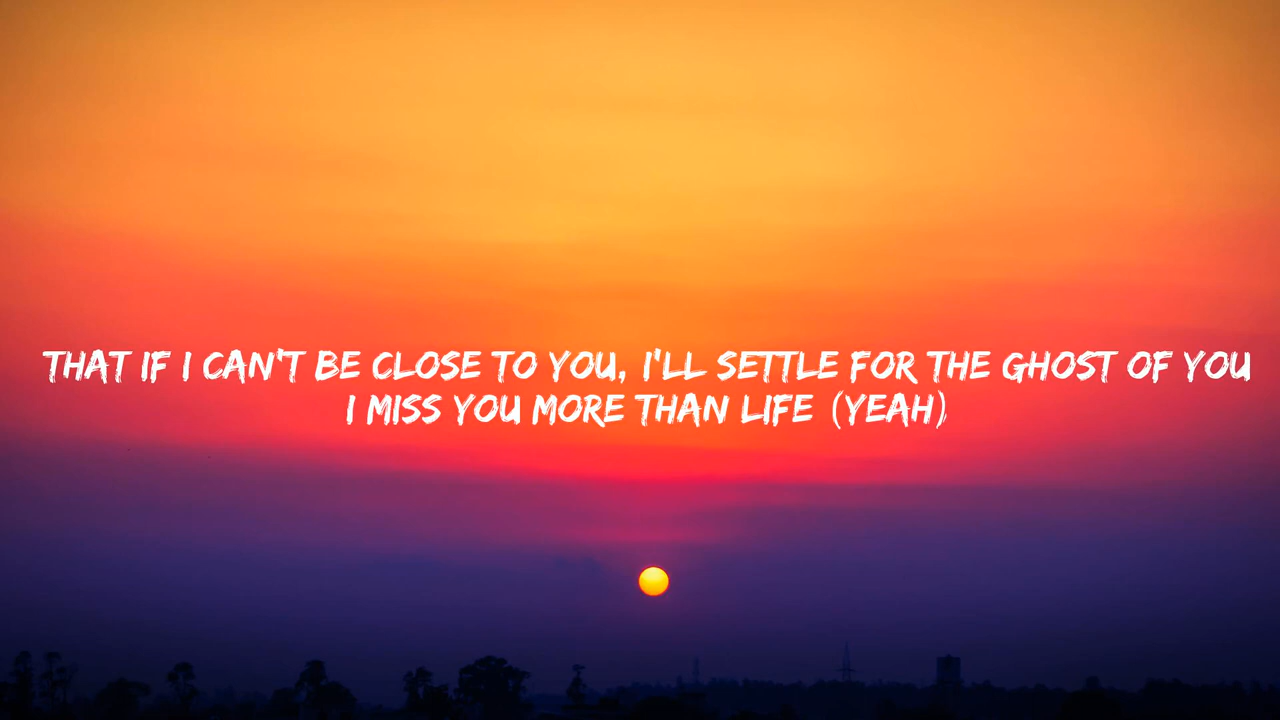 THAT IF I CAN'T BE CLOSE TO YOU, I'LL SETTLE FOR THE GHOST OF YOU
I MISS YOU MORE THAN LIFE (YEAH)